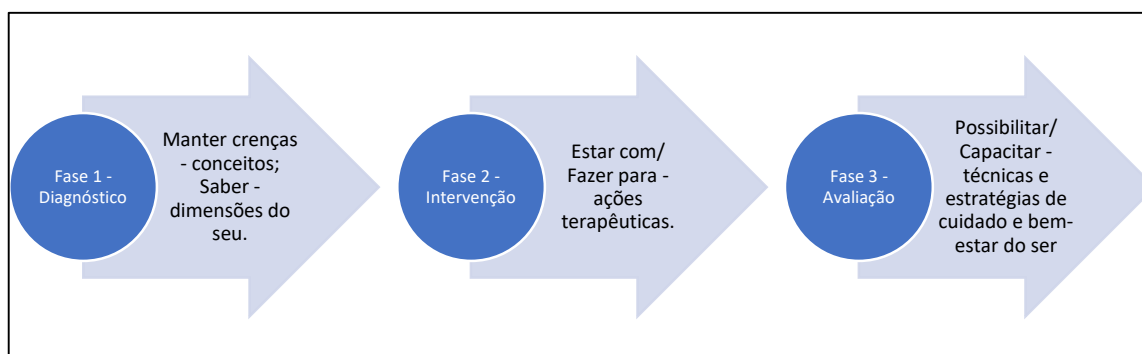 Fase 1 -
Diagnóstico
Manter crenças
- conceitos;
Saber -
dimensões do
seu.
Fase 2 -
Intervenção
Estar com/
Fazer para -
ações
terapêuticas.
Fase 3 -
Avaliação
Possibilitar/
Capacitar -
técnicas e
estratégias de
cuidado e bem-
estar do ser